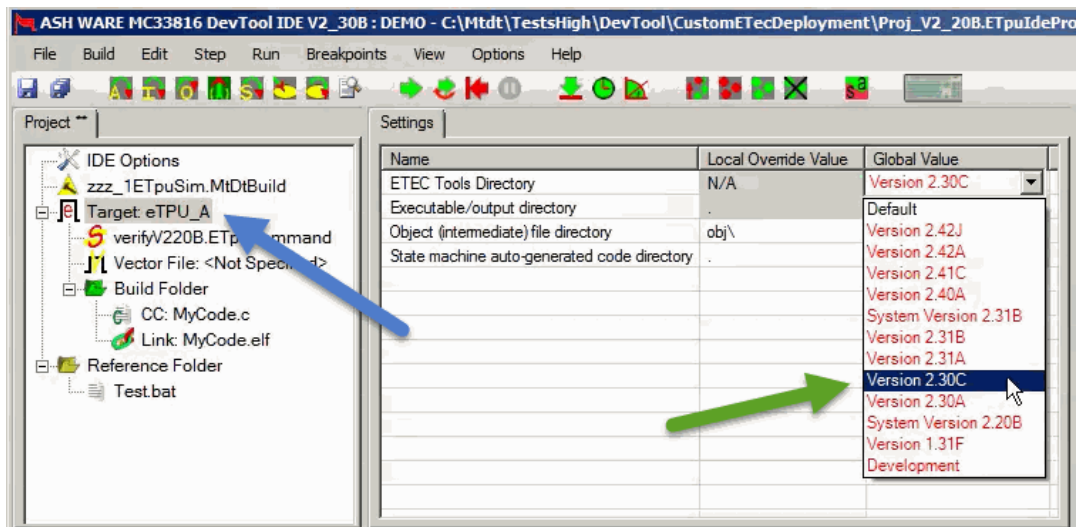 ASH WARE MC33816 DevTool IDE V2_30B : DEMO - C:\Mtdt\TestsHigh\DevTool\CustomETecDeployment\Proj_V2_20B.ETpuIdePro
File Build Edit Step Run Breakpoints View Options Help
Project **
IDE Options
zzz_1ETpuSim.MtDtBuild
Target: eTPU_A
verifyV220B.ETp mmand
Vector File: <Not Spec d>
Build Folder
CC: MyCode.c
Link: MyCode.elf
Reference Folder
Test.bat
Settings
Name Local Override Value Global Value
ETEC Tools Directory N/A Version 2.30C
Executable/output directory .
Object (intermediate) file directory obj\
State machine auto-generated code directory .
Default
Version 2.42J
Version 2.42A
Version 2.41C
Version 2.40A
System Version 2.31B
Version 2.31B
Version 2.31A
Version 2.30C
Version 2.30A
System Version 2.20B
Version 1.31F
Development